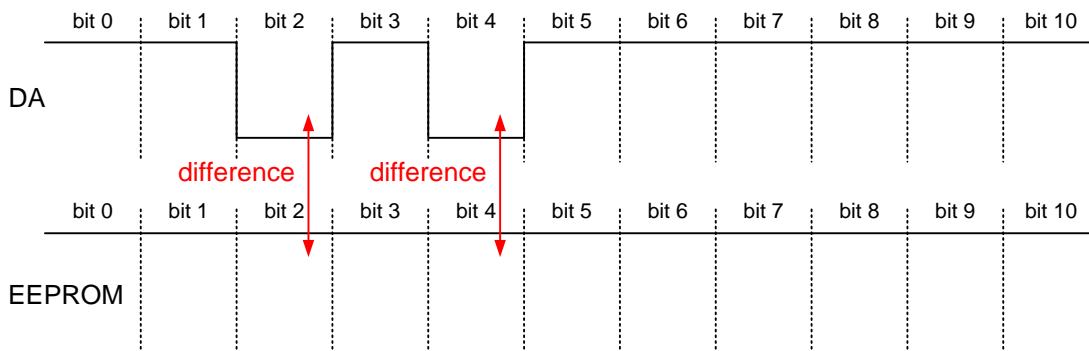 bit 0 bit 1 bit 2 bit 3 bit 4 bit 5 bit 6 bit 7 bit 8 bit 9 bit 10
DA
difference difference
bit 0 bit 1 bit 2 bit 3 bit 4 bit 5 bit 6 bit 7 bit 8 bit 9 bit 10
EEPROM